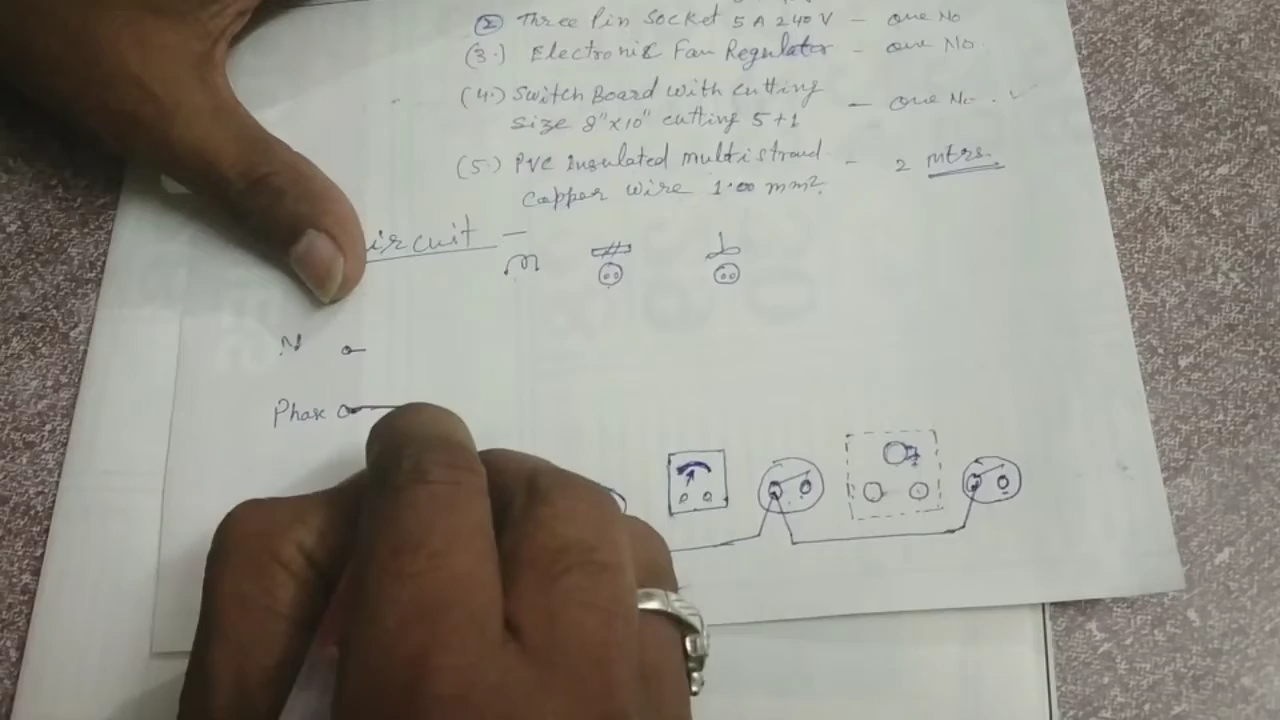 ② Three Pin Socket 5 A 240 V – one No
(3.) Electronic Fan Regulator – one No.
(4.) Switch Board with cutting
size 8"x10" cutting 5+1 – one No.
(5.) PVC Insulated multistrand – 2 mtrs.
copper wire 1.00 mm².
ircuit –
N
Phase